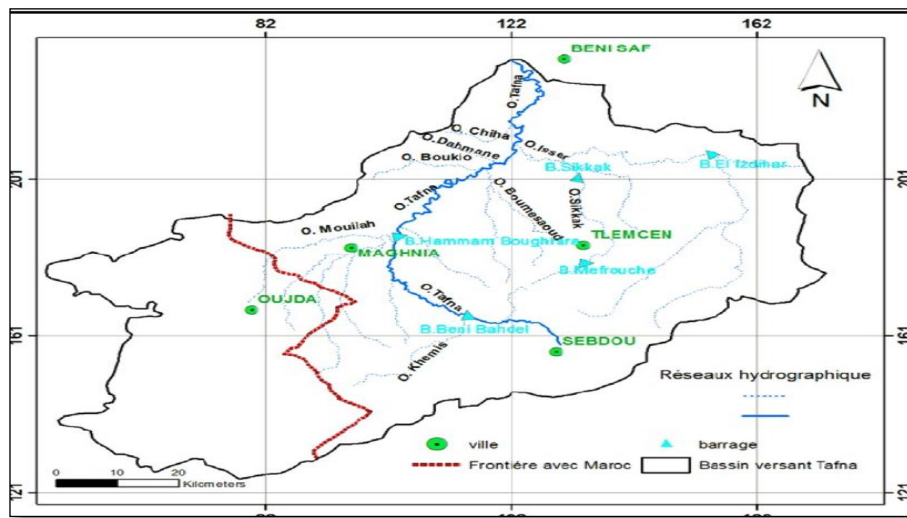 82 122 162
BENI SAF
N
O.Tafna
O. Chiha
O.Dahmane
O.Isser
O. Boukio
B.Sikkak
B.El Izdihar
201
201
O.Tafna
O. Boumesaoud
O.Sikkak
O. Mouilah
B.Hammam Boughrara
TLEMCEN
MAGHNIA
B.Mefrouche
OUJDA
O. Tafna
B.Beni Bahdel
161
161
SEBDOU
O. Khemis
Réseaux hydrographique
ville
barrage
Frontiére avec Maroc
Bassin versant Tafna
0 10 20
Kilometers
121
121